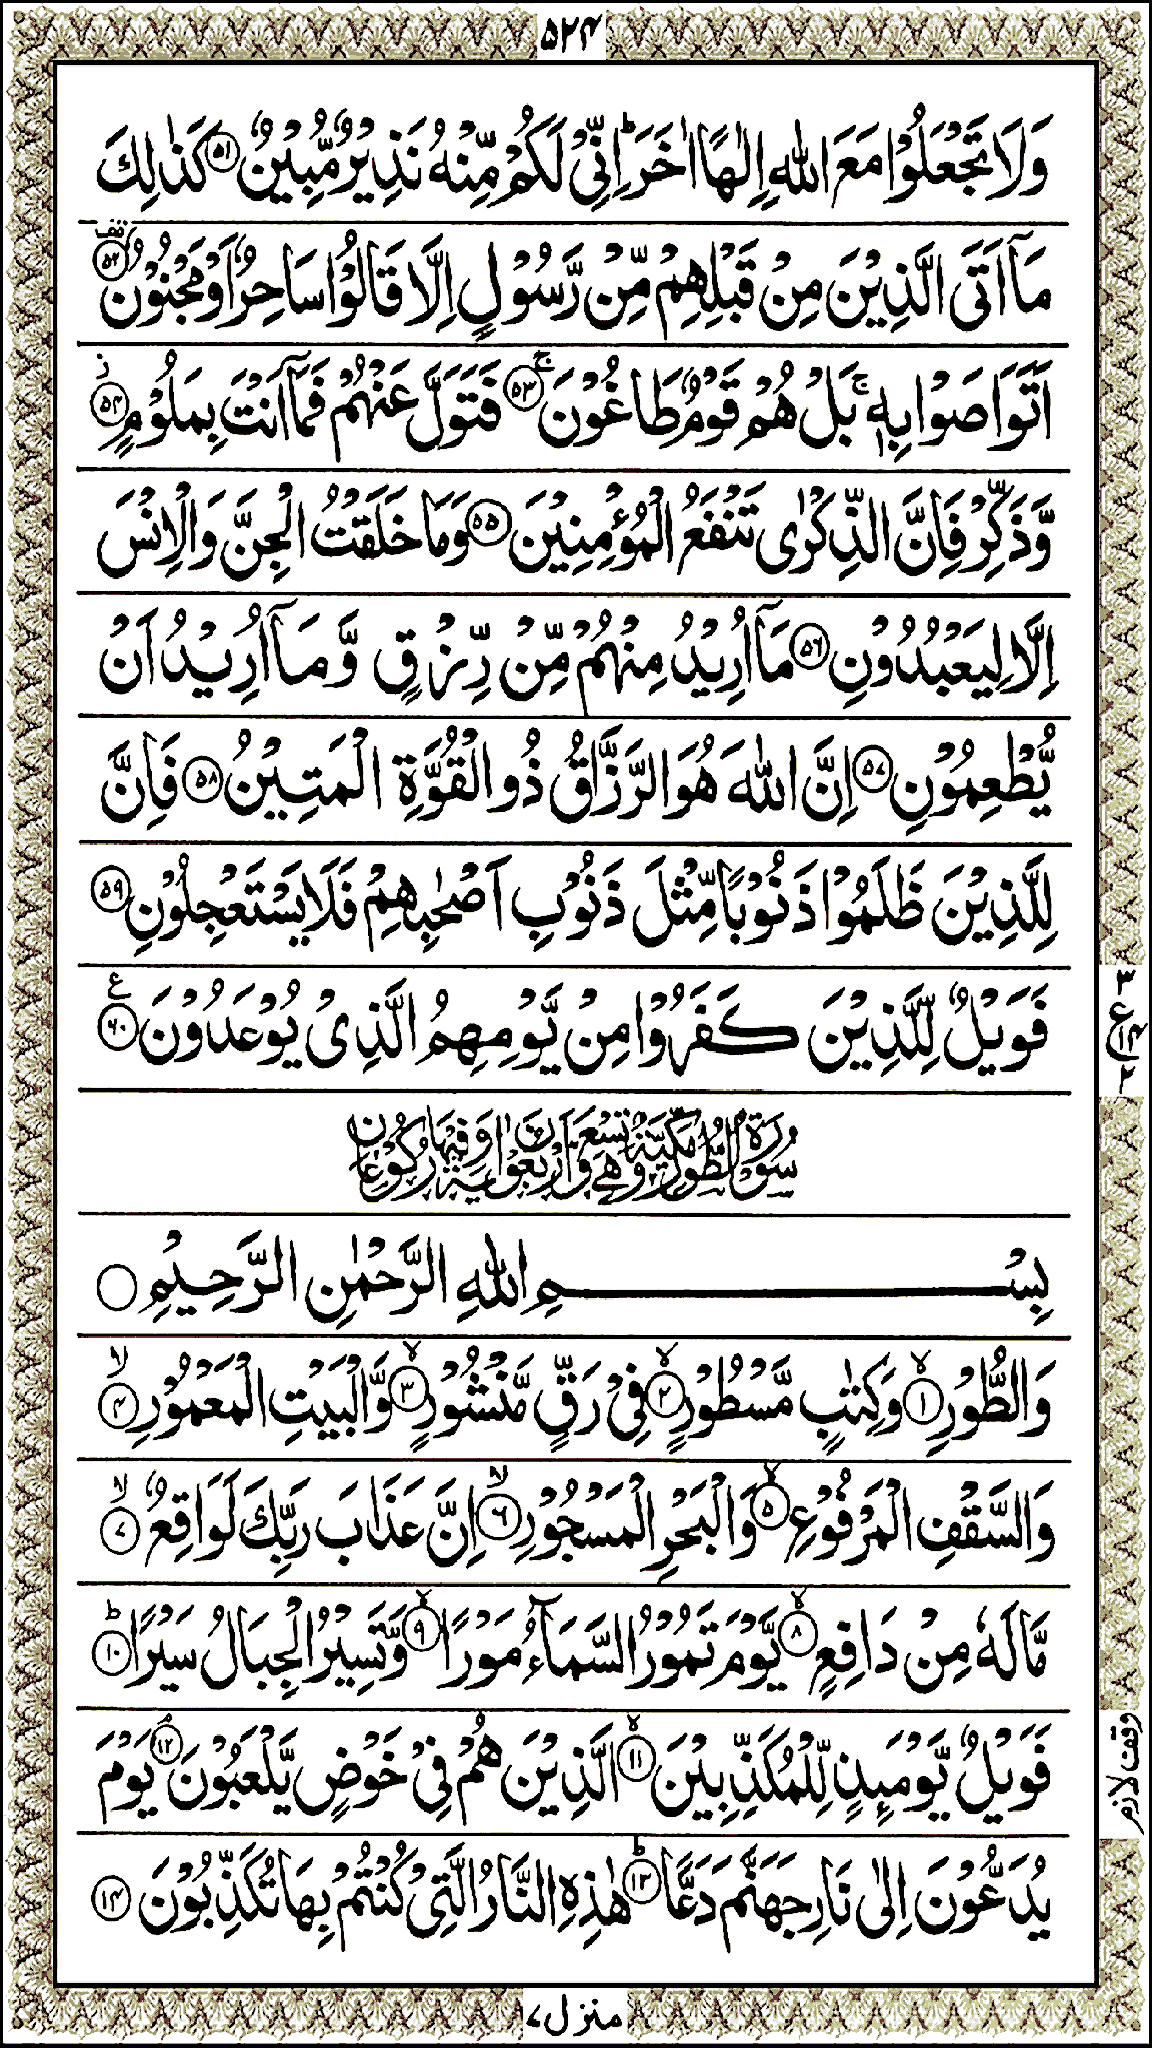 ۵۲۴
وَلَا تَجْعَلُوْا مَعَ اللّٰهِ اِلٰهًا اٰخَرَ ؕ اِنِّىْ لَكُمْ مِّنْهُ نَذِيْرٌ مُّبِيْنٌ ۚ‏﴿۵۱﴾ كَذٰلِكَ
مَاۤ اَتَى الَّذِيْنَ مِنْ قَبْلِهِمْ مِّنْ رَّسُوْلٍ اِلَّا قَالُوْا سَاحِرٌ اَوْ مَجْنُوْنٌ ۚ‏ قف ﴿۵۲﴾
اَتَوَاصَوْا بِهٖ ۚ بَلْ هُمْ قَوْمٌ طَاغُوْنَ ۚ‏﴿۵۳﴾ فَتَوَلَّ عَنْهُمْ فَمَاۤ اَنْتَ بِمَلُوْمٍ ز ﴿۵۴﴾
وَّذَكِّرْ فَاِنَّ الذِّكْرٰى تَنْفَعُ الْمُؤْمِنِيْنَ ﴿۵۵﴾ وَمَا خَلَقْتُ الْجِنَّ وَالْاِنْسَ
اِلَّا لِيَعْبُدُوْنِ ﴿۵۶﴾ مَاۤ اُرِيْدُ مِنْهُمْ مِّنْ رِّزْقٍ وَّمَاۤ اُرِيْدُ اَنْ
يُّطْعِمُوْنِ ﴿۵۷﴾ اِنَّ اللّٰهَ هُوَ الرَّزَّاقُ ذُو الْقُوَّةِ الْمَتِيْنُ ﴿۵۸﴾ فَاِنَّ
لِلَّذِيْنَ ظَلَمُوْا ذَنُوْبًا مِّثْلَ ذَنُوْبِ اَصْحٰبِهِمْ فَلَا يَسْتَعْجِلُوْنِ ﴿۵۹﴾
فَوَيْلٌ لِّلَّذِيْنَ كَفَرُوْا مِنْ يَّوْمِهِمُ الَّذِىْ يُوْعَدُوْنَ ع ﴿۶۰﴾
۳
ع
۱۴
۲
سُوْرَةُ الطُّوْرِ مَكِّيَّةٌ وَّهِىَ تِسْعٌ وَّاَرْبَعُوْنَ اٰيَةً وَّفِيْهَا رُكُوْعَانِ
بِسْمِ اللّٰهِ الرَّحْمٰنِ الرَّحِيْمِ
وَالطُّوْرِ ۙ‏﴿۱﴾ وَكِتٰبٍ مَّسْطُوْرٍ ۙ‏﴿۲﴾ فِىْ رَقٍّ مَّنْشُوْرٍ ۙ‏﴿۳﴾ وَّالْبَيْتِ الْمَعْمُوْرِ ۙ‏﴿۴﴾
وَالسَّقْفِ الْمَرْفُوْعِ ۙ‏﴿۵﴾ وَالْبَحْرِ الْمَسْجُوْرِ ۙ‏﴿۶﴾ اِنَّ عَذَابَ رَبِّكَ لَوَاقِعٌ ۙ‏﴿۷﴾
مَّا لَهٗ مِنْ دَافِعٍ ۙ‏﴿۸﴾ يَّوْمَ تَمُوْرُ السَّمَآءُ مَوْرًا ۙ‏﴿۹﴾ وَّتَسِيْرُ الْجِبَالُ سَيْرًا ؕ‏﴿۱۰﴾
فَوَيْلٌ يَّوْمَئِذٍ لِّلْمُكَذِّبِيْنَ ۙ‏﴿۱۱﴾ الَّذِيْنَ هُمْ فِىْ خَوْضٍ يَّلْعَبُوْنَ ۘ‏﴿۱۲﴾ يَوْمَ
وقف لازم
يُدَعُّوْنَ اِلٰى نَارِ جَهَنَّمَ دَعًّا ؕ‏﴿۱۳﴾ هٰذِهِ النَّارُ الَّتِىْ كُنْتُمْ بِهَا تُكَذِّبُوْنَ ﴿۱۴﴾
منزل ۷